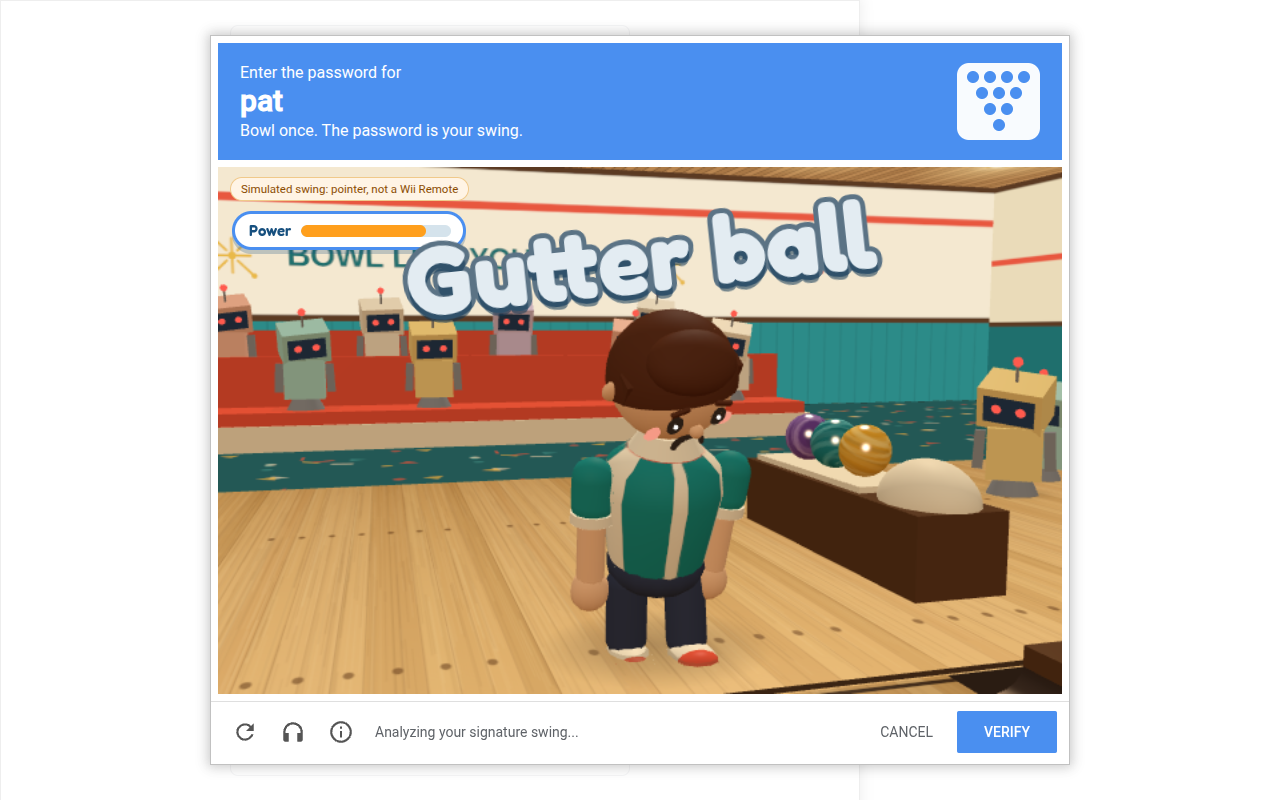 Enter the password for
pat
Bowl once. The password is your swing.
Simulated swing: pointer, not a Wii Remote
Power
Gutter ball
Analyzing your signature swing...
CANCEL
VERIFY